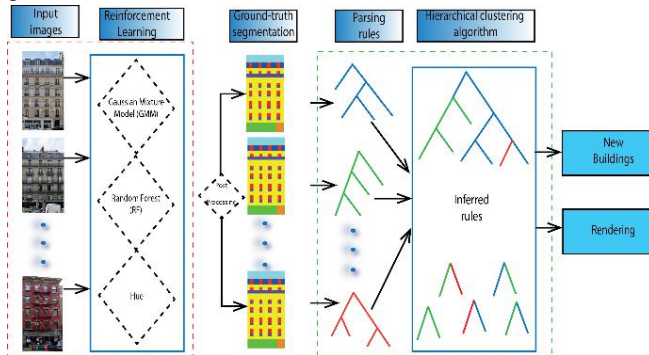 Input
images
Reinforcement
Learning
Ground-truth
segmentation
Parsing
rules
Hierarchical clustering
algorithm
Gaussian Mixture
Model (GMM)
Random Forest
(RF)
Hue
Post
Processing
Inferred
rules
New
Buildings
Rendering